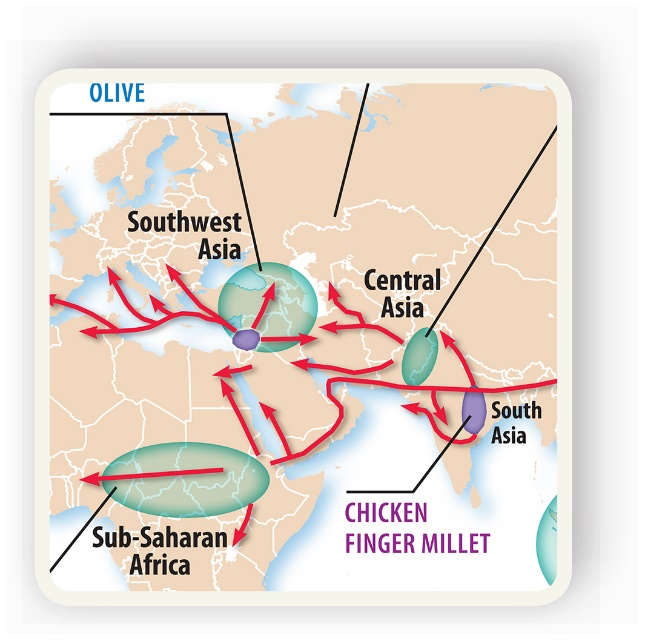 OLIVE
Southwest
Asia
Central
Asia
South
Asia
CHICKEN
FINGER MILLET
Sub-Saharan
Africa